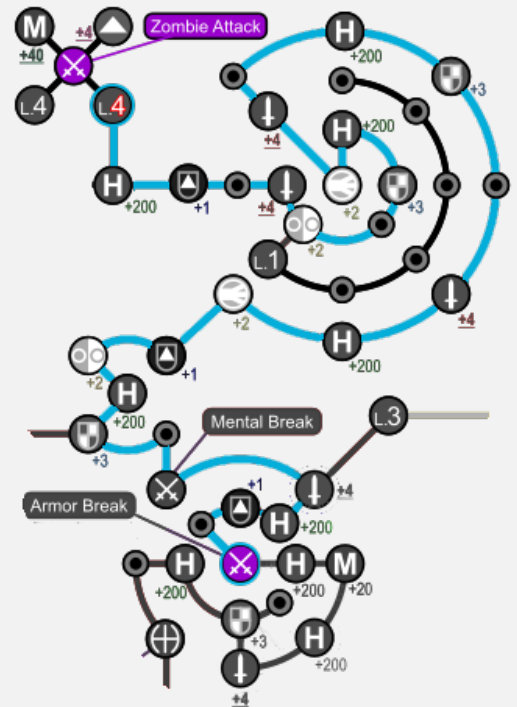 M
+4
Zombie Attack
+40
L.4
L.4
H
+200
+3
+4
H
+200
H
+200
+1
+4
+2
+3
+2
L.1
+2
+4
H
+200
+2
+1
H
+200
+3
Mental Break
L.3
+4
Armor Break
+1
H
+200
H
+200
H
+200
M
+20
+3
H
+200
+4